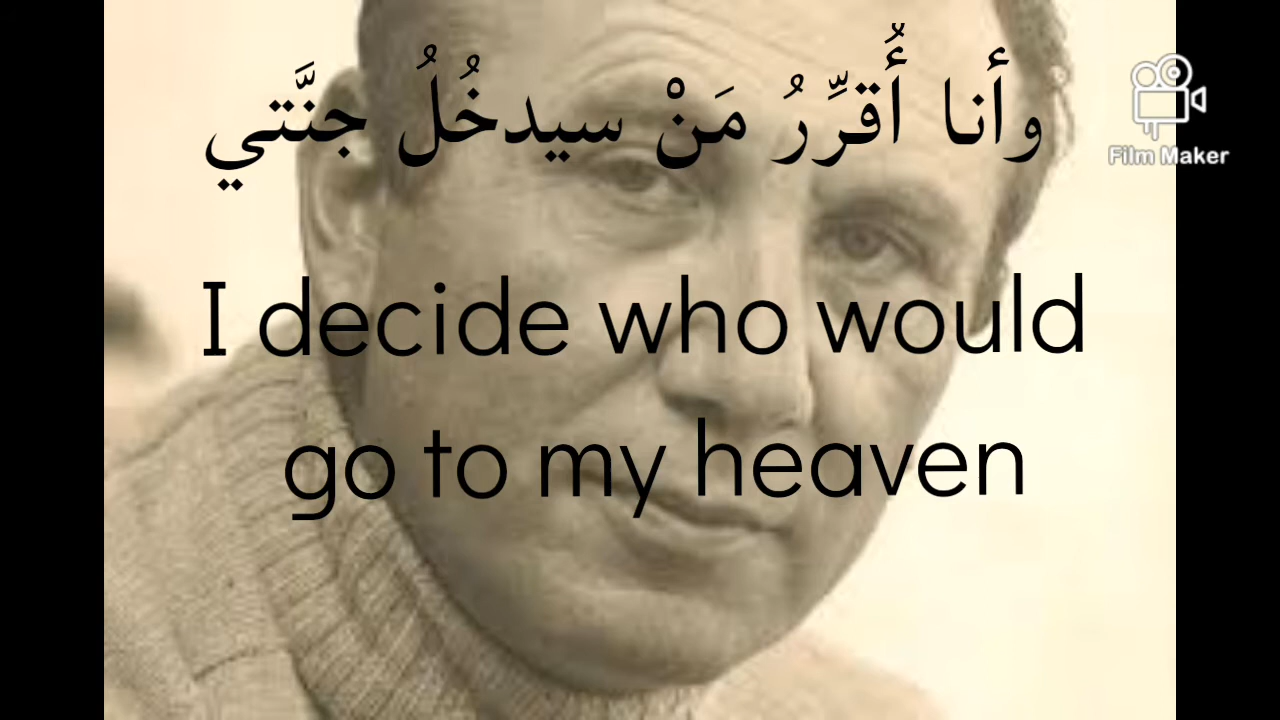 وأنا أُقرِّرُ مَنْ سيدخُلُ جنَّتي
Film Maker
I decide who would
go to my heaven